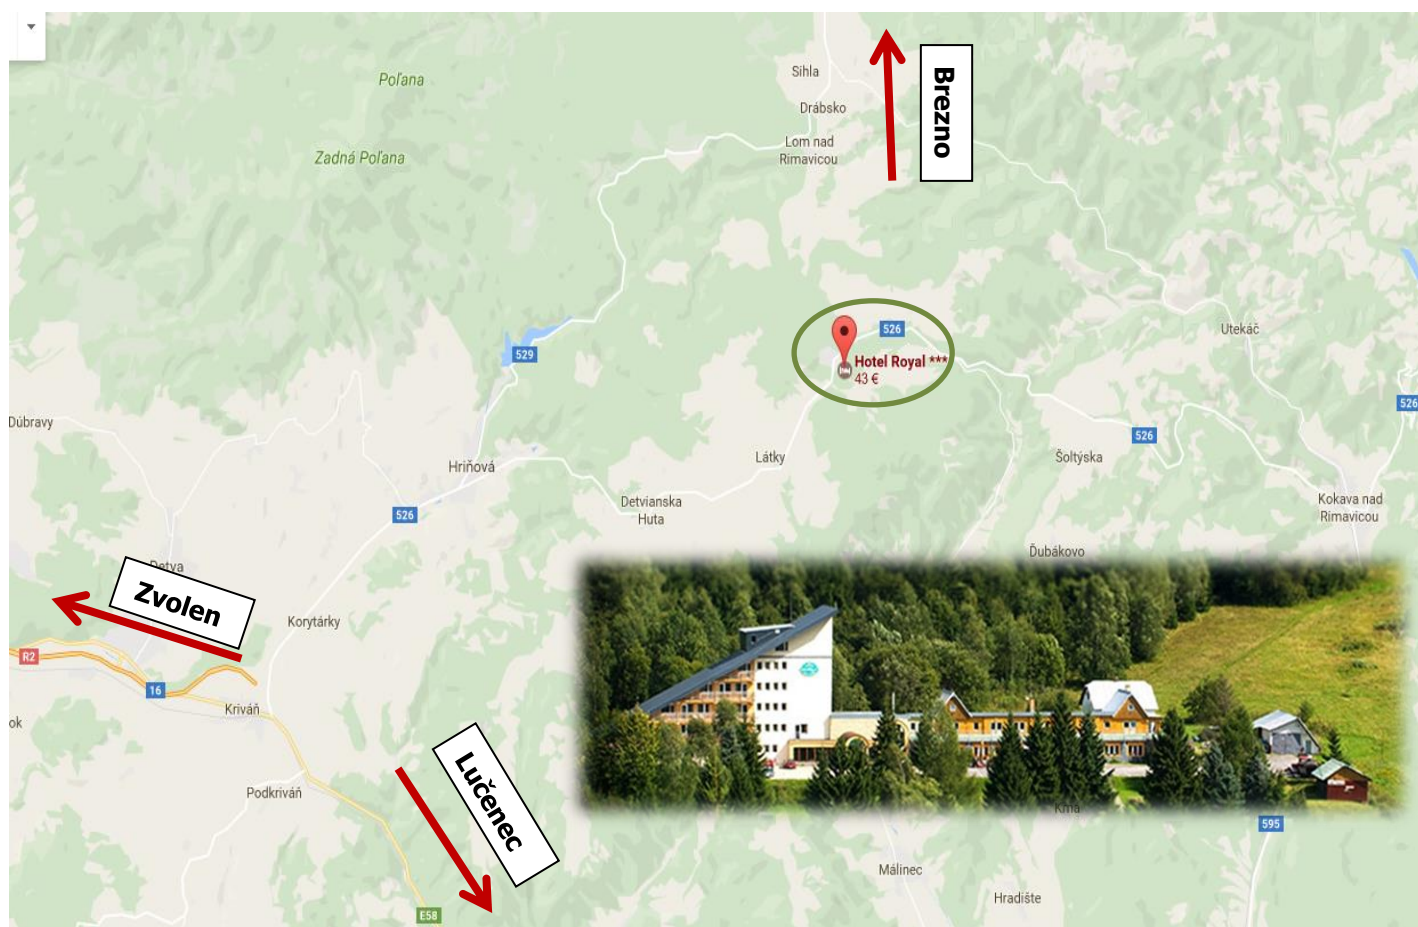 Poľana
Sihla
Brezno
Drábsko
Lom nad
Rimavicou
Zadná Poľana
526
Utekáč
Hotel Royal ***
43 €
529
526
Dúbravy
526
Šoltýska
Látky
Hriňová
Detvianska
Huta
Kokava nad
Rimavicou
526
Ďubákovo
Detva
Zvolen
Korytárky
R2
16
Kriváň
ok
Lučenec
Podkriváň
595
Málinec
Hradište
E58